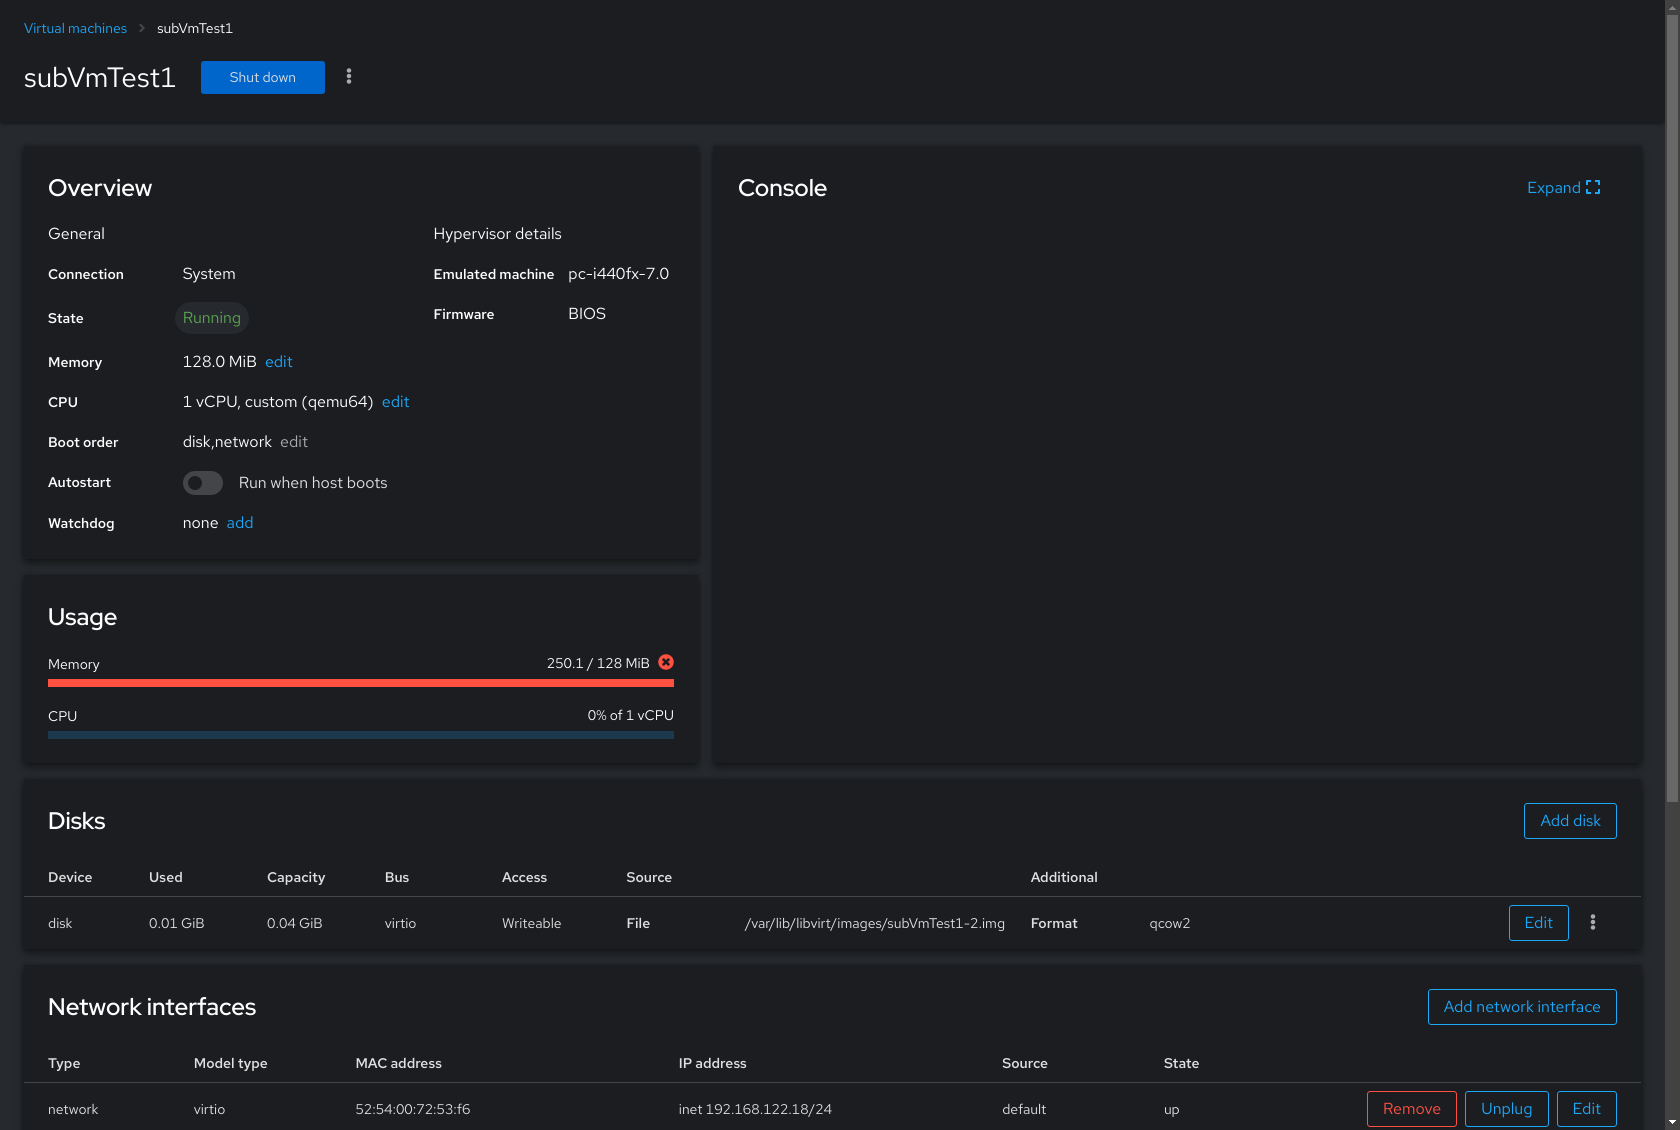 Virtual machines > subVmTest1
subVmTest1 Shut down
Overview
General
Connection System
State Running
Memory 128.0 MiB edit
CPU 1 vCPU, custom (qemu64) edit
Boot order disk,network edit
Autostart Run when host boots
Watchdog none add
Hypervisor details
Emulated machine pc-i440fx-7.0
Firmware BIOS
Usage
Memory 250.1 / 128 MiB
CPU 0% of 1 vCPU
Console Expand
Disks Add disk
Device Used Capacity Bus Access Source Additional
disk 0.01 GiB 0.04 GiB virtio Writeable File /var/lib/libvirt/images/subVmTest1-2.img Format qcow2 Edit
Network interfaces Add network interface
Type Model type MAC address IP address Source State
network virtio 52:54:00:72:53:f6 inet 192.168.122.18/24 default up Remove Unplug Edit